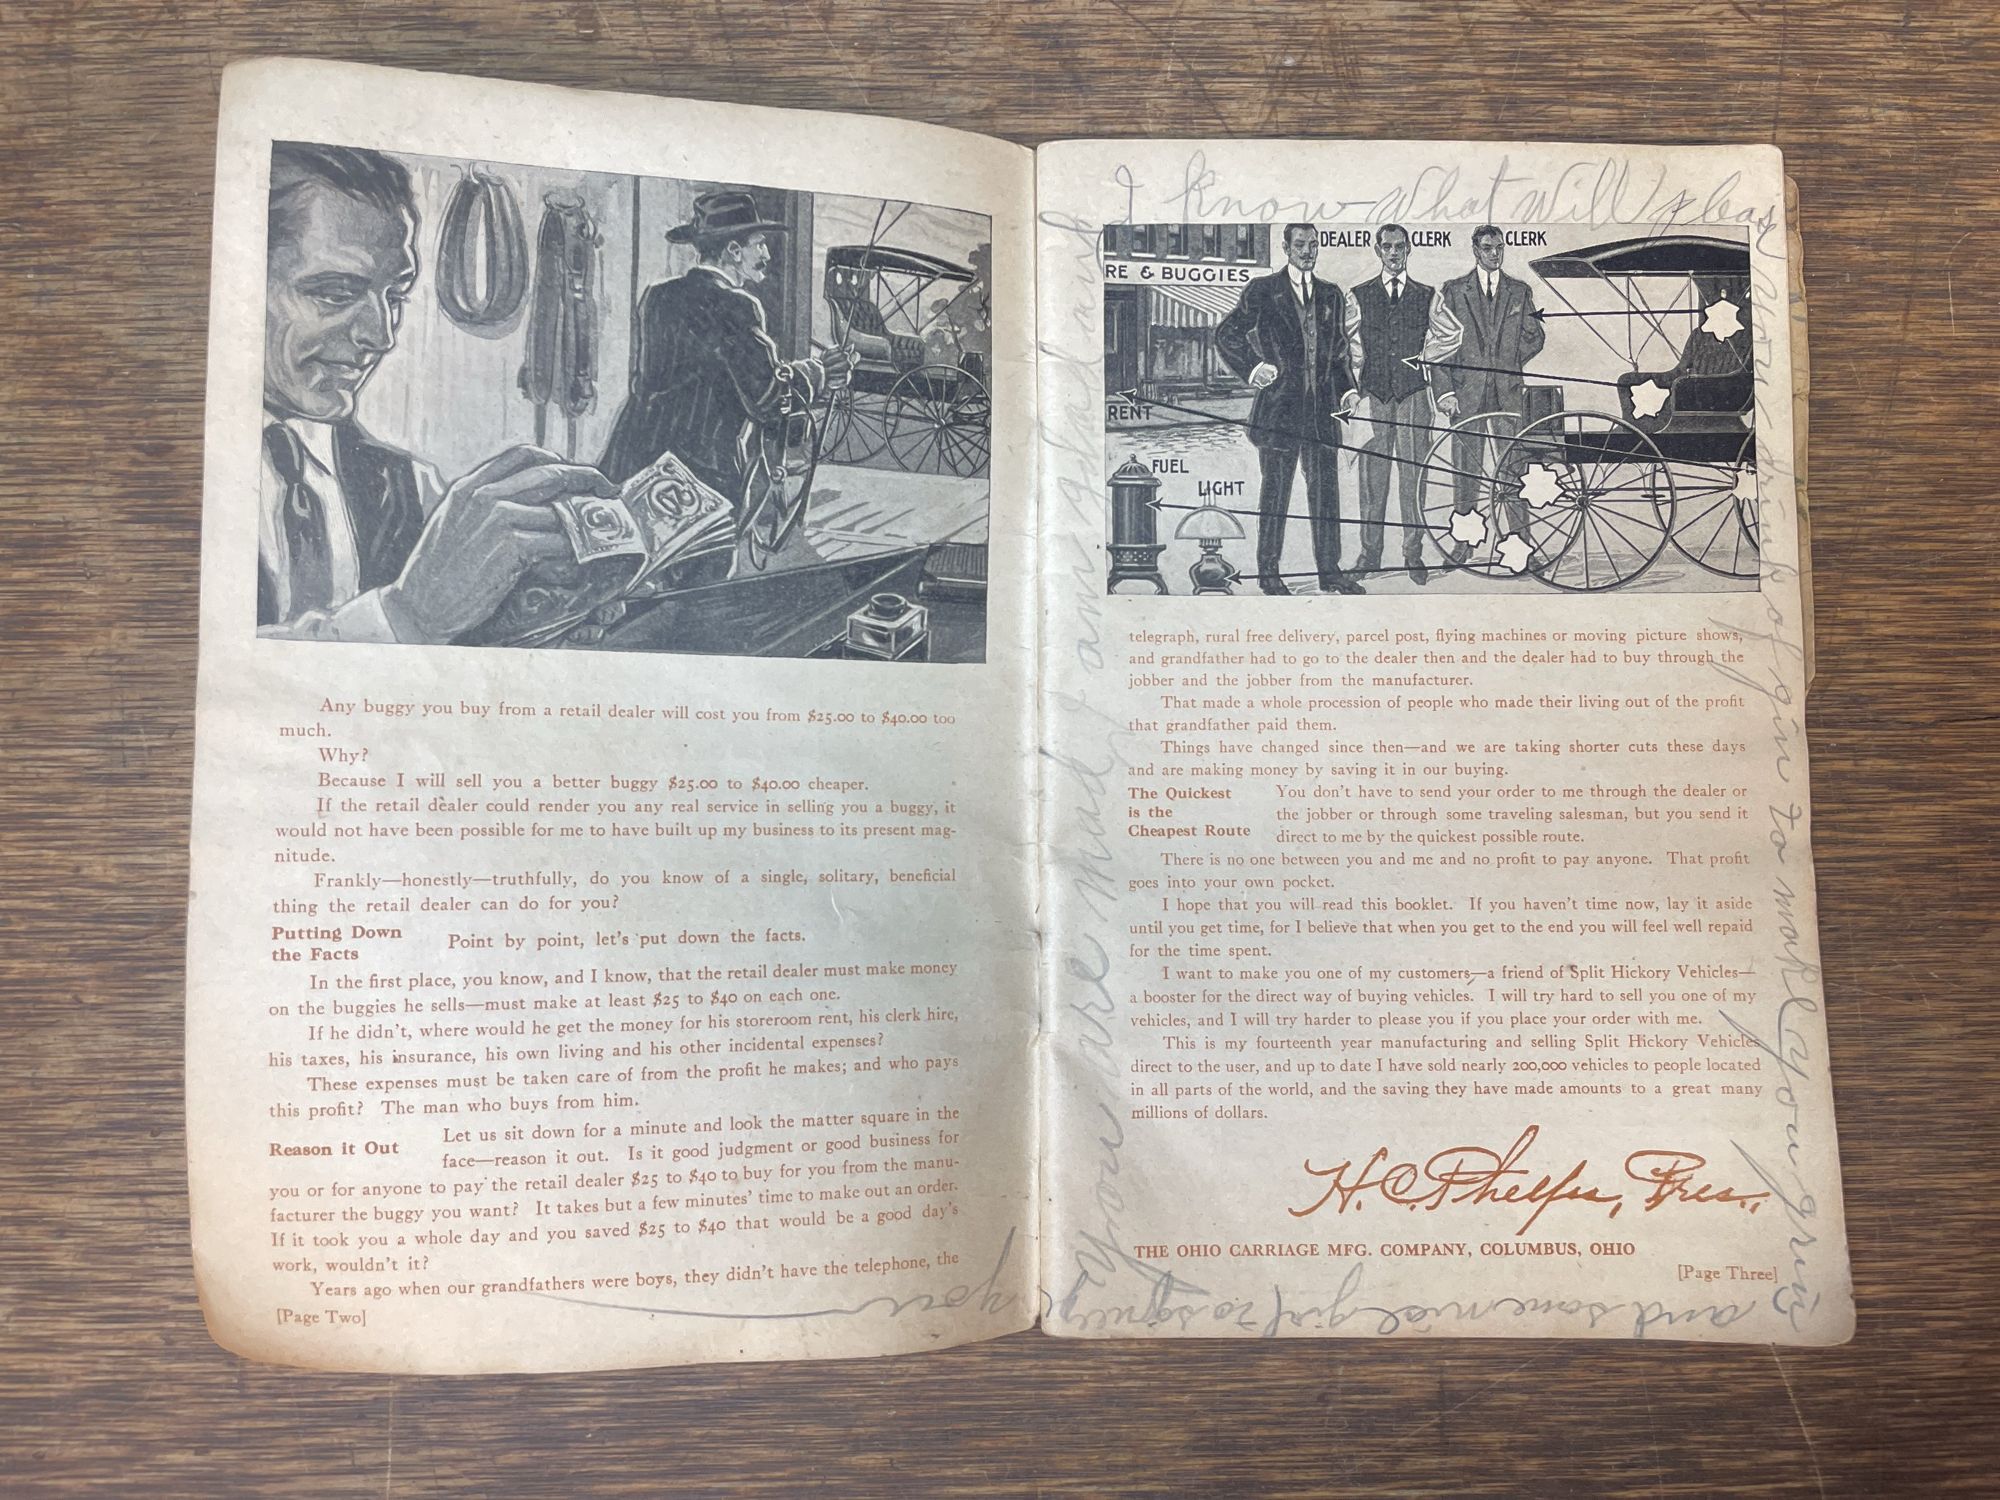 Any buggy you buy from a retail dealer will cost you from $25.00 to $40.00 too
much.
Why?
Because I will sell you a better buggy $25.00 to $40.00 cheaper.
If the retail dealer could render you any real service in selling you a buggy, it
would not have been possible for me to have built up my business to its present mag-
nitude.
Frankly—honestly—truthfully, do you know of a single, solitary, beneficial
thing the retail dealer can do for you?
Putting Down
the Facts
Point by point, let's put down the facts.
In the first place, you know, and I know, that the retail dealer must make money
on the buggies he sells—must make at least $25 to $40 on each one.
If he didn't, where would he get the money for his storeroom rent, his clerk hire,
his taxes, his insurance, his own living and his other incidental expenses?
These expenses must be taken care of from the profit he makes; and who pays
this profit? The man who buys from him.
Reason it Out
Let us sit down for a minute and look the matter square in the
face—reason it out. Is it good judgment or good business for
you or for anyone to pay the retail dealer $25 to $40 to buy for you from the manu-
facturer the buggy you want? It takes but a few minutes' time to make out an order.
If it took you a whole day and you saved $25 to $40 that would be a good day's
work, wouldn't it?
Years ago when our grandfathers were boys, they didn't have the telephone, the
[Page Two]
I know what will pleas
your drink of gin to make you grin
and some nice girl to squeeze
you
you are mad I am glad and
DEALER CLERK CLERK
RE & BUGGIES
RENT
FUEL
LIGHT
telegraph, rural free delivery, parcel post, flying machines or moving picture shows,
and grandfather had to go to the dealer then and the dealer had to buy through the
jobber and the jobber from the manufacturer.
That made a whole procession of people who made their living out of the profit
that grandfather paid them.
Things have changed since then—and we are taking shorter cuts these days
and are making money by saving it in our buying.
The Quickest
is the
Cheapest Route
You don't have to send your order to me through the dealer or
the jobber or through some traveling salesman, but you send it
direct to me by the quickest possible route.
There is no one between you and me and no profit to pay anyone. That profit
goes into your own pocket.
I hope that you will read this booklet. If you haven't time now, lay it aside
until you get time, for I believe that when you get to the end you will feel well repaid
for the time spent.
I want to make you one of my customers,—a friend of Split Hickory Vehicles—
a booster for the direct way of buying vehicles. I will try hard to sell you one of my
vehicles, and I will try harder to please you if you place your order with me.
This is my fourteenth year manufacturing and selling Split Hickory Vehicles
direct to the user, and up to date I have sold nearly 200,000 vehicles to people located
in all parts of the world, and the saving they have made amounts to a great many
millions of dollars.
H. C. Phelps, Pres.,
THE OHIO CARRIAGE MFG. COMPANY, COLUMBUS, OHIO
[Page Three]